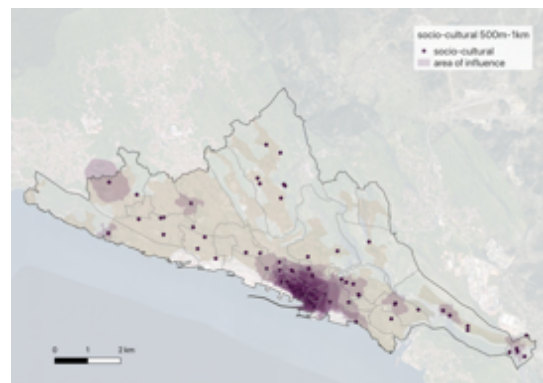 socio-cultural 500m-1km
socio-cultural
area of influence
0 1 2 km